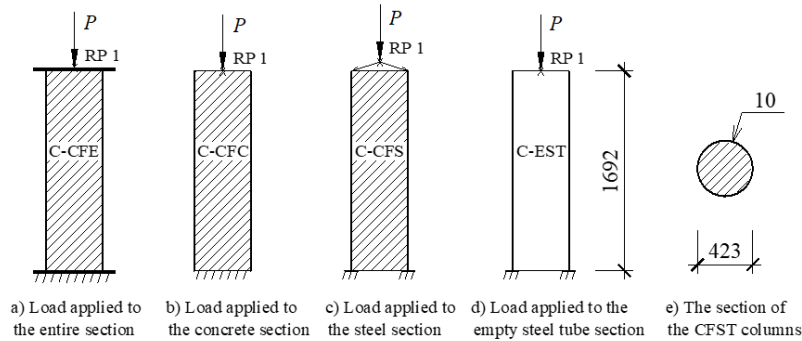 P
RP 1
C-CFE
a) Load applied to
the entire section
P
RP 1
C-CFC
b) Load applied to
the concrete section
P
RP 1
C-CFS
c) Load applied to
the steel section
P
RP 1
C-EST
1692
d) Load applied to the
empty steel tube section
10
423
e) The section of
the CFST columns